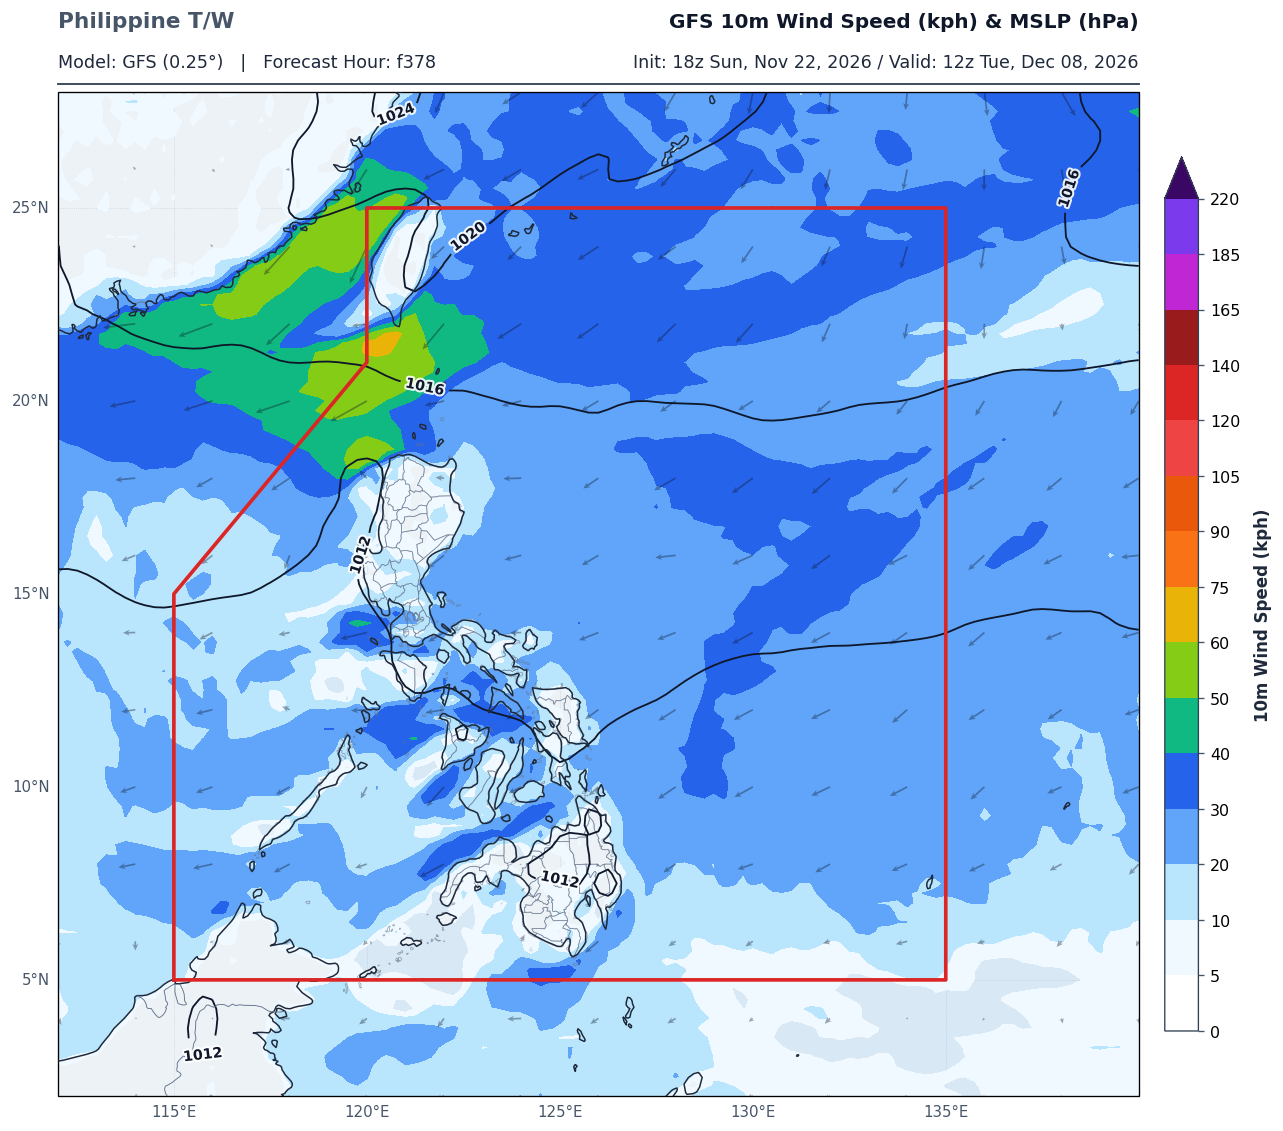 Philippine T/W
GFS 10m Wind Speed (kph) & MSLP (hPa)
Model: GFS (0.25°) | Forecast Hour: f378
Init: 18z Sun, Nov 22, 2026 / Valid: 12z Tue, Dec 08, 2026
1024
1016
1020
1016
1012
1012
1012
25°N
20°N
15°N
10°N
5°N
115°E
120°E
125°E
130°E
135°E
220
185
165
140
120
105
90
75
60
50
40
30
20
10
5
0
10m Wind Speed (kph)